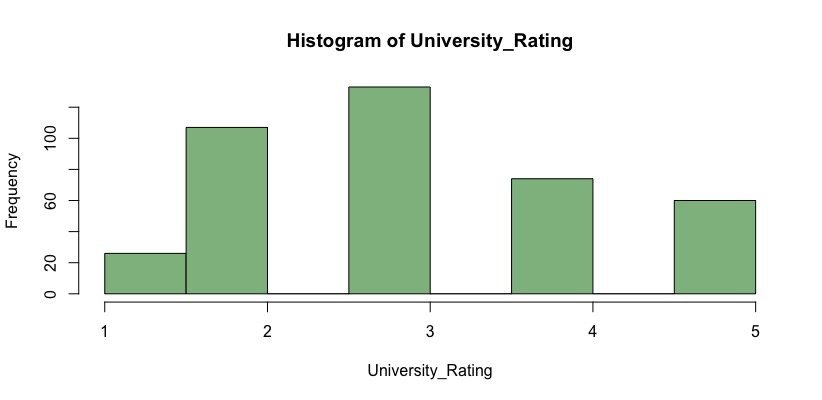 Histogram of University_Rating
Frequency
100
60
20
0
1 2 3 4 5
University_Rating